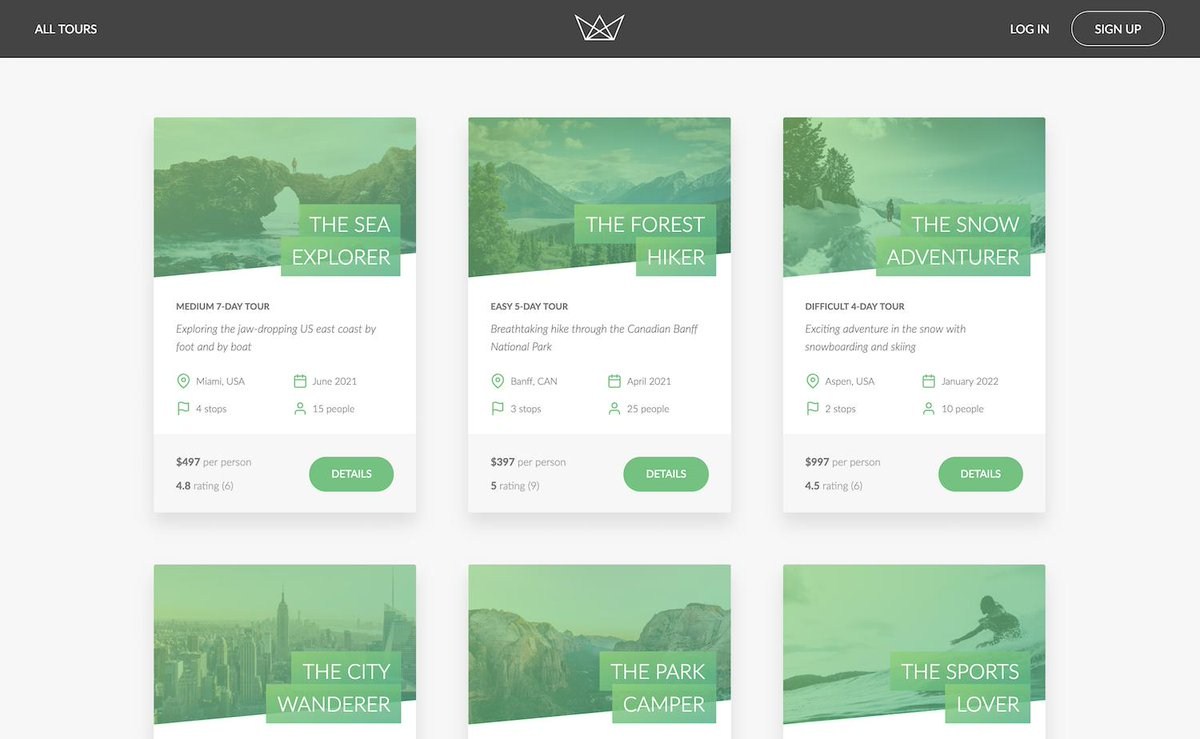 ALL TOURS
LOG IN
SIGN UP
THE SEA
EXPLORER
MEDIUM 7-DAY TOUR
Exploring the jaw-dropping US east coast by
foot and by boat
Miami, USA
June 2021
4 stops
15 people
$497 per person
4.8 rating (6)
DETAILS
THE FOREST
HIKER
EASY 5-DAY TOUR
Breathtaking hike through the Canadian Banff
National Park
Banff, CAN
April 2021
3 stops
25 people
$397 per person
5 rating (9)
DETAILS
THE SNOW
ADVENTURER
DIFFICULT 4-DAY TOUR
Exciting adventure in the snow with
snowboarding and skiing
Aspen, USA
January 2022
2 stops
10 people
$997 per person
4.5 rating (6)
DETAILS
THE CITY
WANDERER
THE PARK
CAMPER
THE SPORTS
LOVER